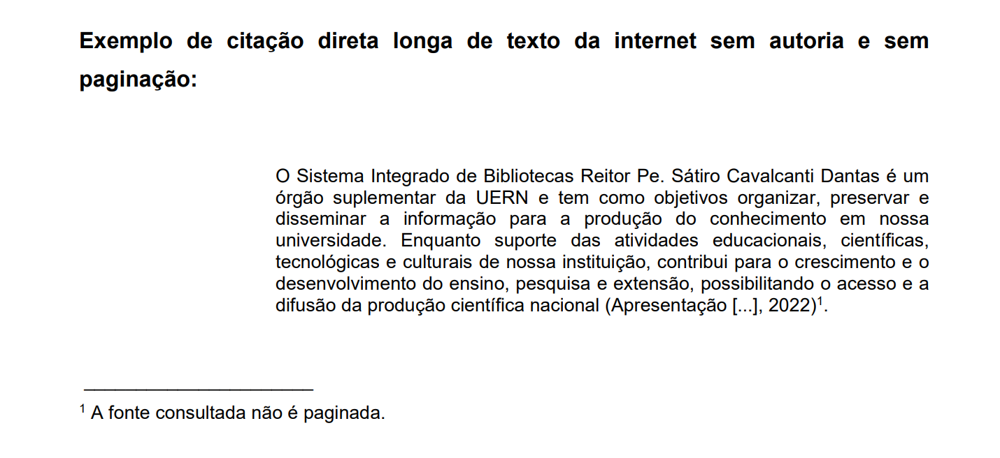 Exemplo de citação direta longa de texto da internet sem autoria e sem
paginação:
O Sistema Integrado de Bibliotecas Reitor Pe. Sátiro Cavalcanti Dantas é um
órgão suplementar da UERN e tem como objetivos organizar, preservar e
disseminar a informação para a produção do conhecimento em nossa
universidade. Enquanto suporte das atividades educacionais, científicas,
tecnológicas e culturais de nossa instituição, contribui para o crescimento e o
desenvolvimento do ensino, pesquisa e extensão, possibilitando o acesso e a
difusão da produção científica nacional (Apresentação [...], 2022)¹.
¹ A fonte consultada não é paginada.